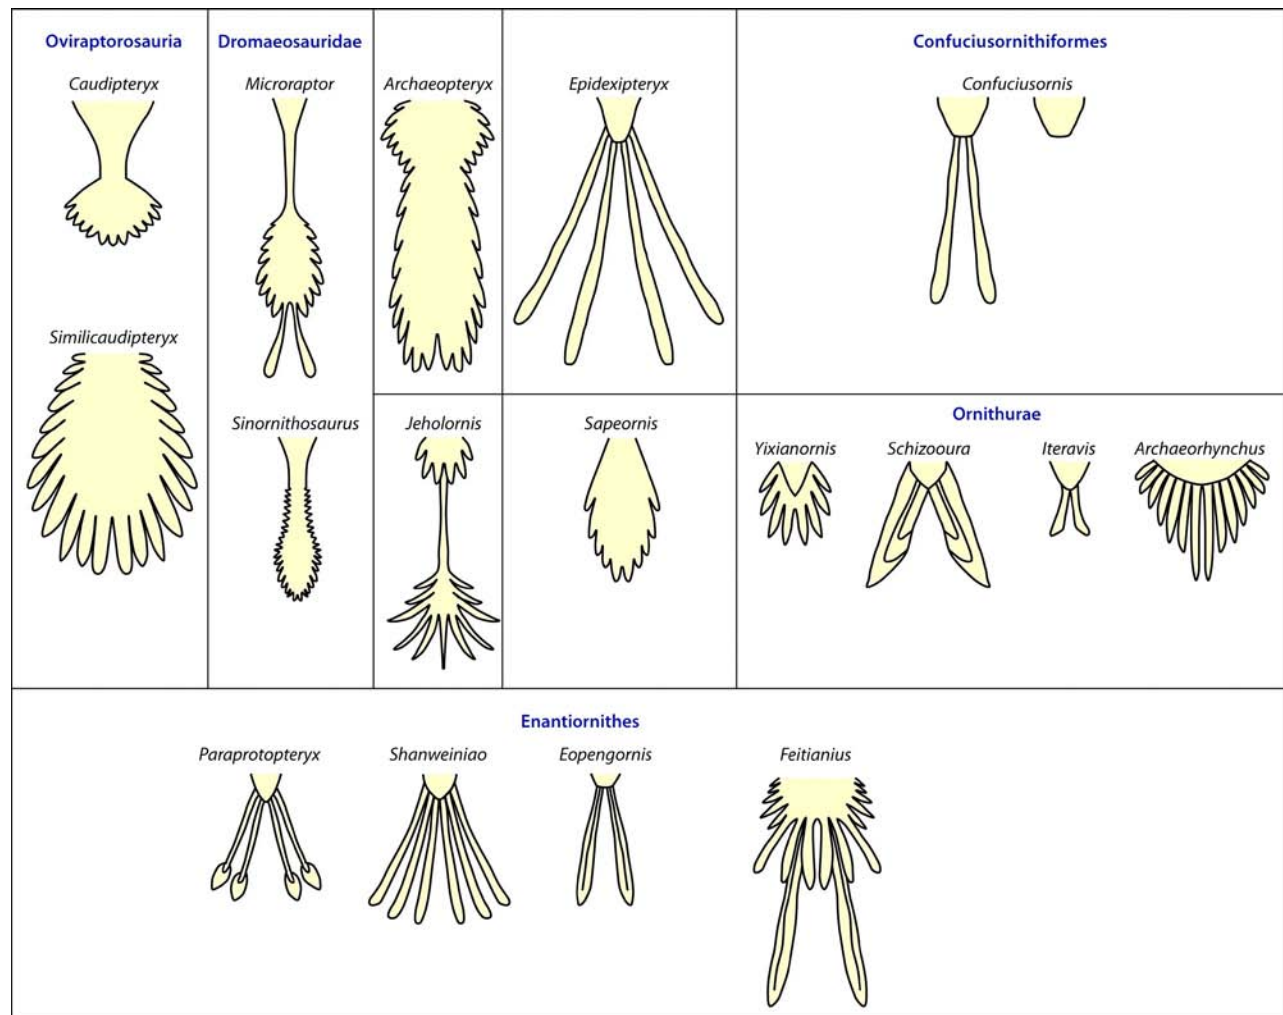 Oviraptorosauria
Dromaeosauridae
Confuciusornithiformes
Caudipteryx
Microraptor
Archaeopteryx
Epidexipteryx
Confuciusornis
Similicaudipteryx
Sinornithosaurus
Jeholornis
Sapeornis
Ornithurae
Yixianornis
Schizooura
Iteravis
Archaeorhynchus
Enantiornithes
Paraprotopteryx
Shanweiniao
Eopengornis
Feitianius